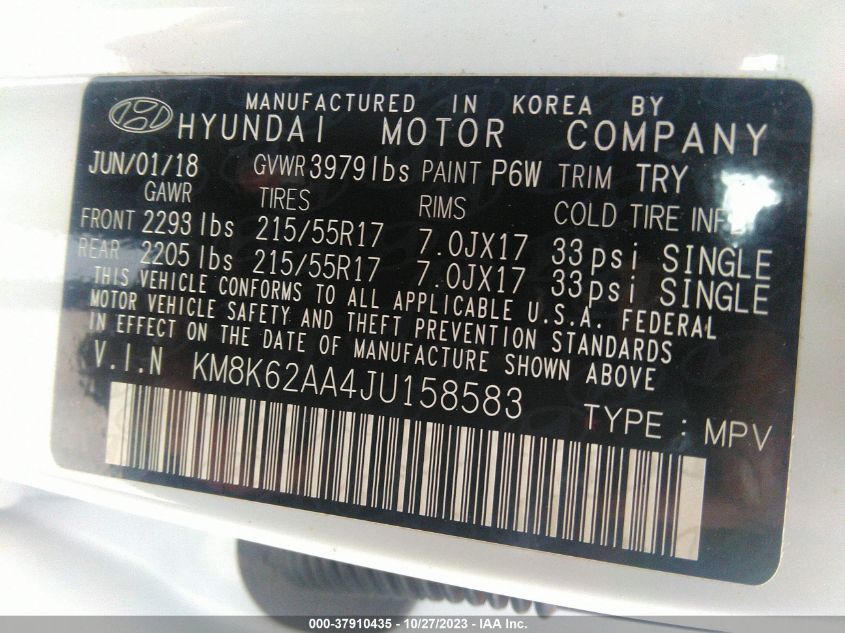 MANUFACTURED IN KOREA BY
HYUNDAI MOTOR COMPANY
JUN/01/18 GVWR 3979lbs PAINT P6W TRIM TRY
GAWR TIRES RIMS COLD TIRE INFL
FRONT 2293 lbs 215/55R17 7.0JX17 33psi SINGLE
REAR 2205 lbs 215/55R17 7.0JX17 33psi SINGLE
THIS VEHICLE CONFORMS TO ALL APPLICABLE U.S.A. FEDERAL
MOTOR VEHICLE SAFETY AND THEFT PREVENTION STANDARDS
IN EFFECT ON THE DATE OF MANUFACTURE SHOWN ABOVE
V.I.N KM8K62AA4JU158583
TYPE : MPV
000-37910435 - 10/27/2023 - IAA Inc.